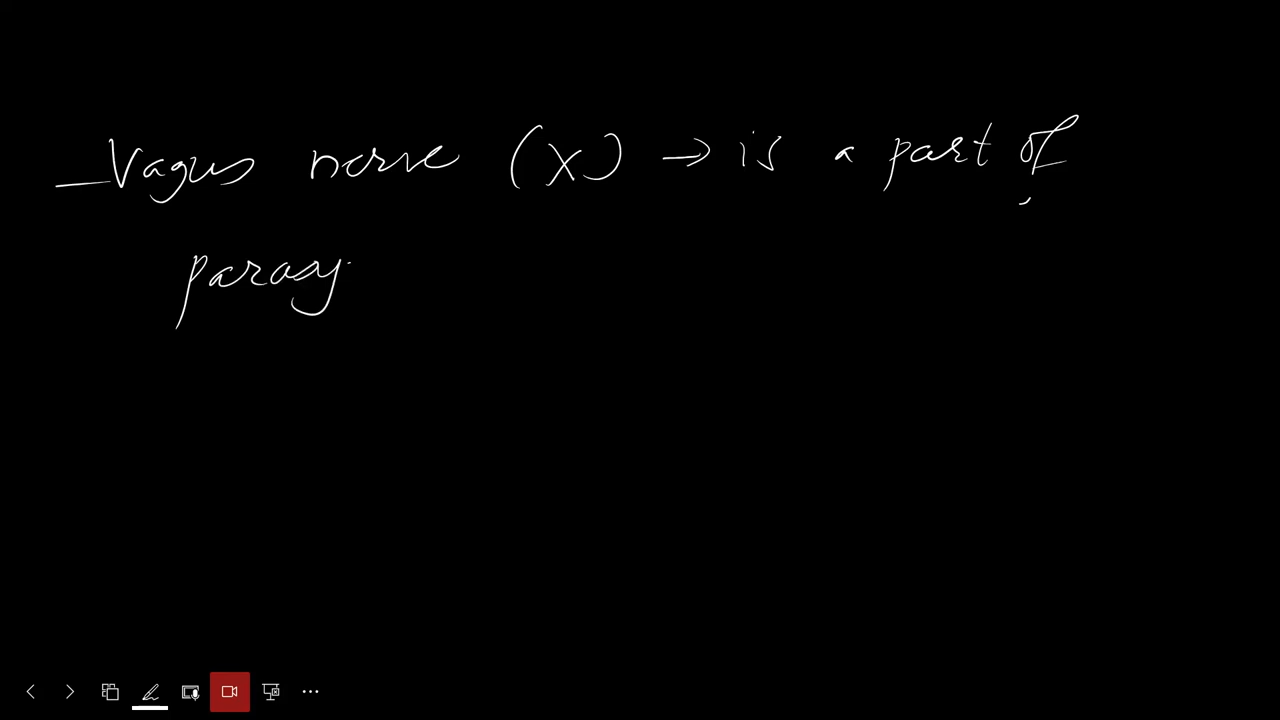 Vagus nerve (X) → is a part of
parasy